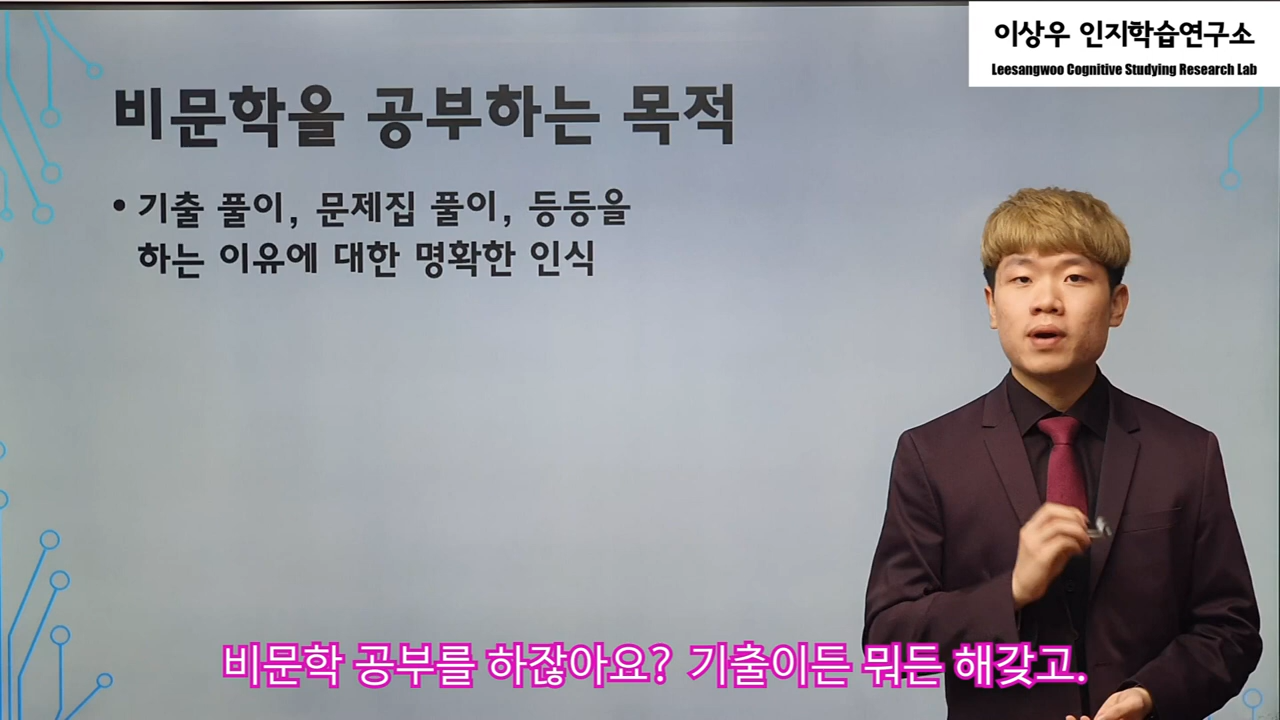 이상우 인지학습연구소
Leesangwoo Cognitive Studying Research Lab
비문학을 공부하는 목적
• 기출 풀이, 문제집 풀이, 등등을
하는 이유에 대한 명확한 인식
비문학 공부를 하잖아요? 기출이든 뭐든 해갖고.